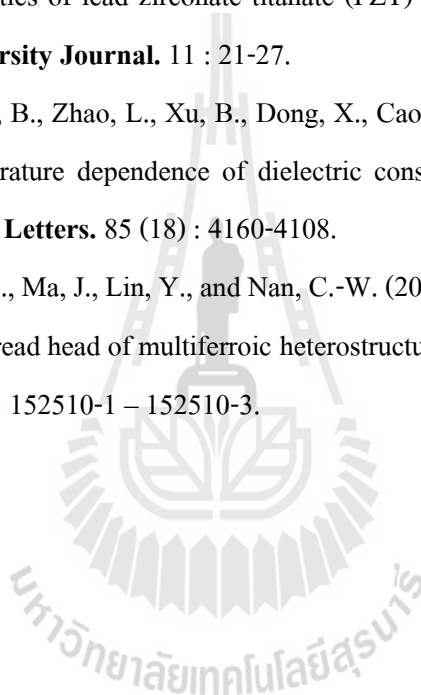 ties of lead zirconate titanate (PZT)
ersity Journal. 11 : 21-27.
, B., Zhao, L., Xu, B., Dong, X., Cao
rature dependence of dielectric cons
Letters. 85 (18) : 4160-4108.
., Ma, J., Lin, Y., and Nan, C.-W. (20
read head of multiferroic heterostructu
: 152510-1 – 152510-3.
มหาวิทยาลัยเทคโนโลยีสุรนารี